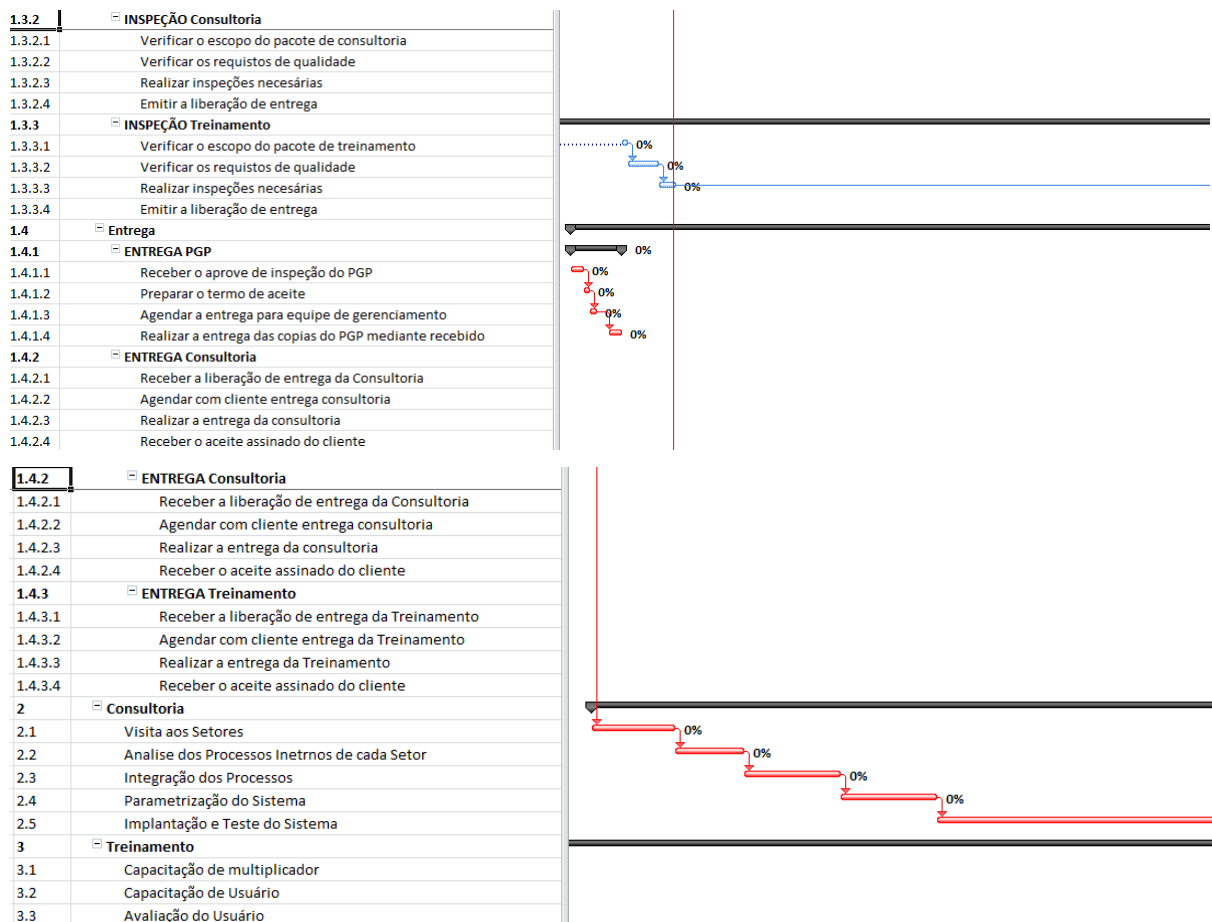 1.3.2 INSPEÇÃO Consultoria
1.3.2.1 Verificar o escopo do pacote de consultoria
1.3.2.2 Verificar os requistos de qualidade
1.3.2.3 Realizar inspeções necesárias
1.3.2.4 Emitir a liberação de entrega
1.3.3 INSPEÇÃO Treinamento
1.3.3.1 Verificar o escopo do pacote de treinamento 0%
1.3.3.2 Verificar os requistos de qualidade 0%
1.3.3.3 Realizar inspeções necesárias 0%
1.3.3.4 Emitir a liberação de entrega
1.4 Entrega
1.4.1 ENTREGA PGP 0%
1.4.1.1 Receber o aprove de inspeção do PGP 0%
1.4.1.2 Preparar o termo de aceite 0%
1.4.1.3 Agendar a entrega para equipe de gerenciamento 0%
1.4.1.4 Realizar a entrega das copias do PGP mediante recebido 0%
1.4.2 ENTREGA Consultoria
1.4.2.1 Receber a liberação de entrega da Consultoria
1.4.2.2 Agendar com cliente entrega consultoria
1.4.2.3 Realizar a entrega da consultoria
1.4.2.4 Receber o aceite assinado do cliente
1.4.2 ENTREGA Consultoria
1.4.2.1 Receber a liberação de entrega da Consultoria
1.4.2.2 Agendar com cliente entrega consultoria
1.4.2.3 Realizar a entrega da consultoria
1.4.2.4 Receber o aceite assinado do cliente
1.4.3 ENTREGA Treinamento
1.4.3.1 Receber a liberação de entrega da Treinamento
1.4.3.2 Agendar com cliente entrega da Treinamento
1.4.3.3 Realizar a entrega da Treinamento
1.4.3.4 Receber o aceite assinado do cliente
2 Consultoria
2.1 Visita aos Setores 0%
2.2 Analise dos Processos Inetrnos de cada Setor 0%
2.3 Integração dos Processos 0%
2.4 Parametrização do Sistema 0%
2.5 Implantação e Teste do Sistema
3 Treinamento
3.1 Capacitação de multiplicador
3.2 Capacitação de Usuário
3.3 Avaliação do Usuário